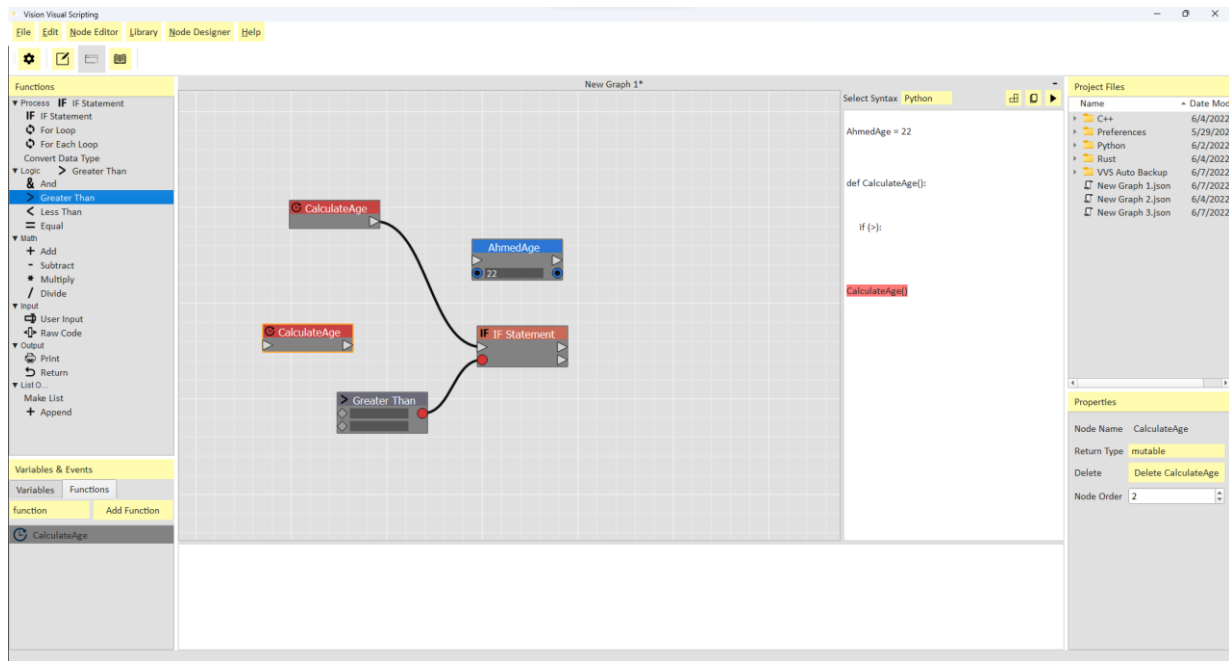 Vision Visual Scripting
File Edit Node Editor Library Node Designer Help
Functions
Process IF IF Statement
IF IF Statement
For Loop
For Each Loop
Convert Data Type
Logic > Greater Than
& And
> Greater Than
< Less Than
= Equal
Math
+ Add
- Subtract
* Multiply
/ Divide
Input
User Input
Raw Code
Output
Print
Return
List O...
Make List
+ Append
Variables & Events
Variables Functions
function Add Function
CalculateAge
New Graph 1*
CalculateAge
AhmedAge
22
CalculateAge
IF IF Statement
> Greater Than
Select Syntax Python
AhmedAge = 22
def CalculateAge():
If (>):
CalculateAge()
Project Files
Name Date Mod
C++ 6/4/2022
Preferences 5/29/202
Python 6/2/2022
Rust 6/4/2022
VVS Auto Backup 6/7/2022
New Graph 1.json 6/7/2022
New Graph 2.json 6/4/2022
New Graph 3.json 6/7/2022
Properties
Node Name CalculateAge
Return Type mutable
Delete Delete CalculateAge
Node Order 2